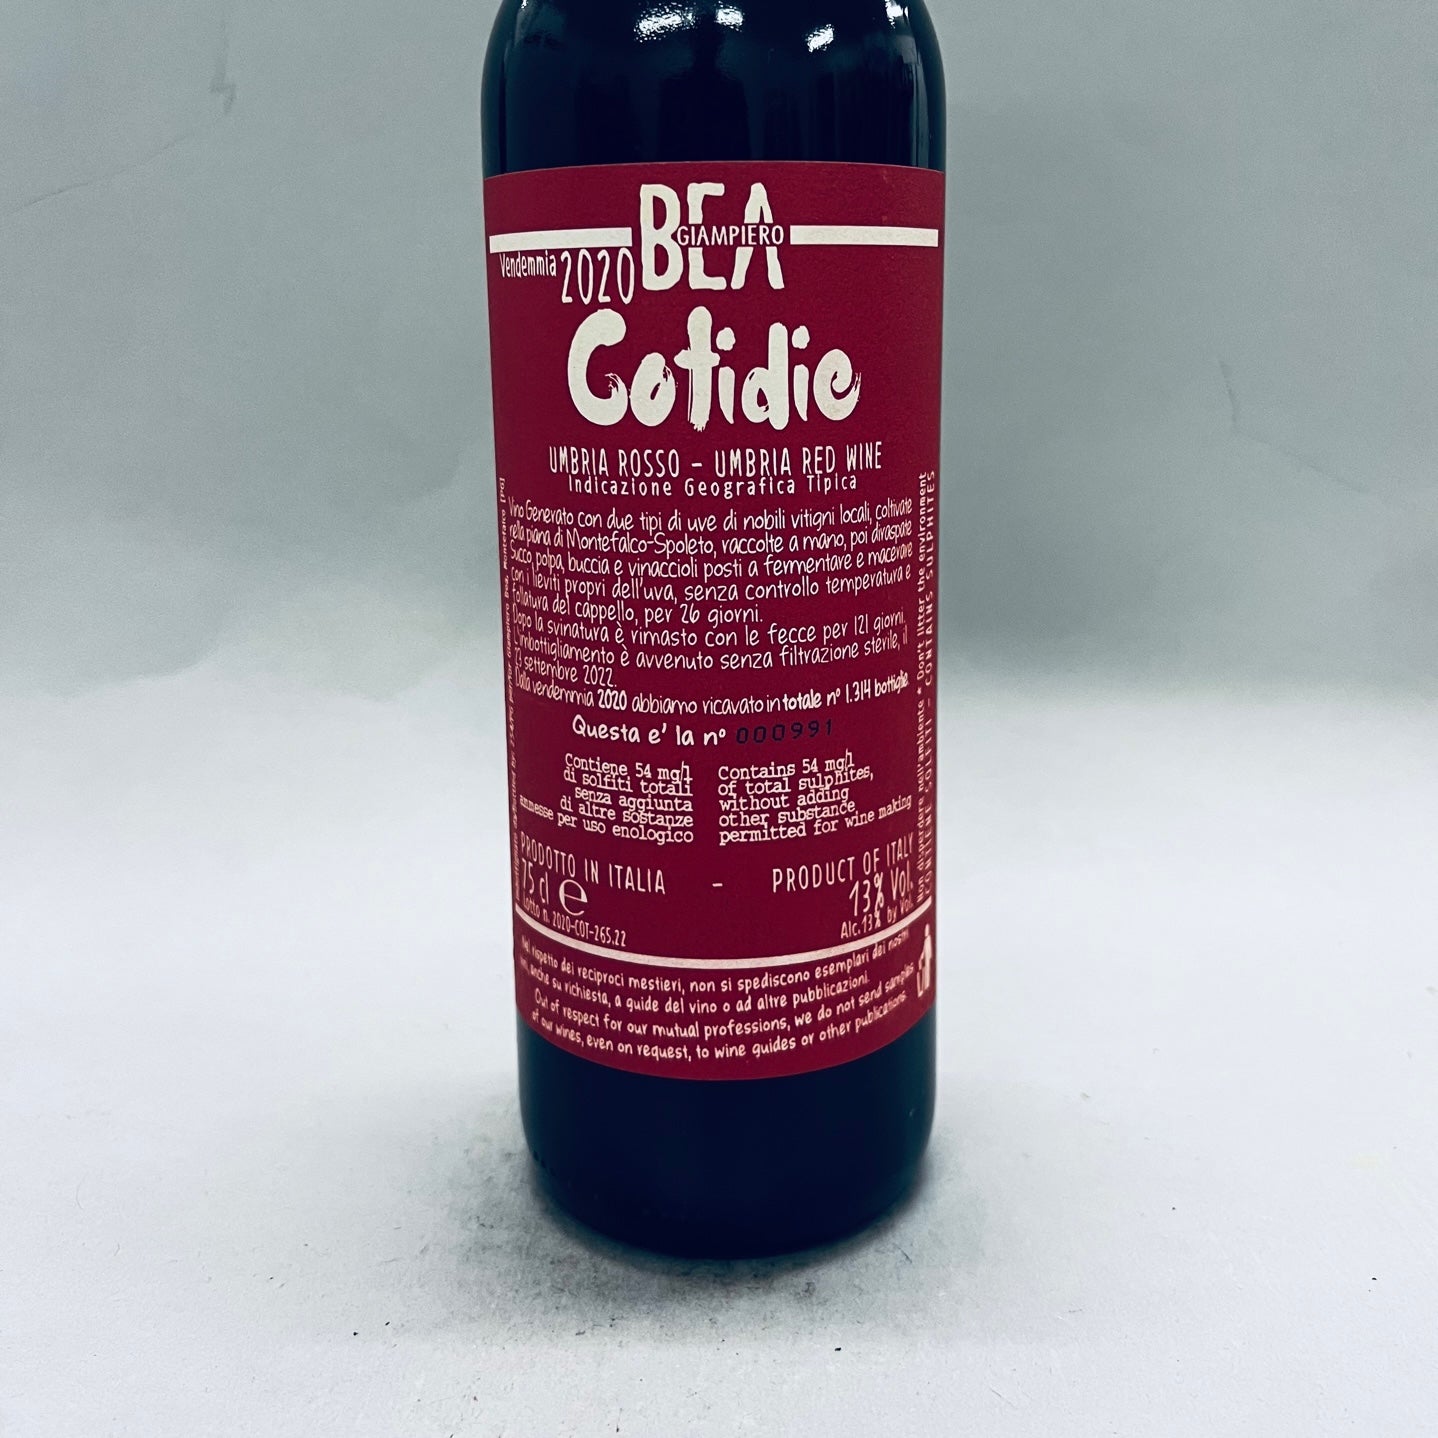 BEA
GIAMPIERO
Vendemmia 2020
Cotidie
UMBRIA ROSSO - UMBRIA RED WINE
Indicazione Geografica Tipica
Vino Generato con due tipi di uve di nobili vitigni locali, coltivate
nella piana di Montefalco-Spoleto, raccolte a mano, poi diraspate
Succo, polpa, buccia e vinaccioli posti a fermentare e macerare
Con i lieviti propri dell'uva, senza controllo temperatura e
follatura del cappello, per 26 giorni.
Dopo la svinatura è rimasto con le fecce per 121 giorni.
L'imbottigliamento è avvenuto senza filtrazione stérile, il
settembre 2022.
Dalla vendemmia 2020 abbiamo ricavato in totale n° 1.314 bottiglie
Questa e' la n° 000991
Contiene 54 mg/l
di solfiti totali
senza aggiunta
di altre sostanze
ammesse per uso enologico
Contains 54 mg/l
of total sulphites,
without adding
other substance
permitted for wine making
PRODOTTO IN ITALIA - PRODUCT OF ITALY
75 cl e
13% Vol.
Lotto n. 2020-COT-265.22
Alc.13% by Vol.
Nel rispetto dei reciproci mestieri, non si spediscono esemplari dei nostri
vini, anche su richiesta, a guide del vino o ad altre pubblicazioni.
Out of respect for our mutual professions, we do not send samples
of our wines, even on request, to wine guides or other publications.
Non disperdere nell'ambiente * Don't litter the environment
CONTIENE SOLFITI - CONTAINS SULPHITES
Giampiero Bea, Montefalco [PG]